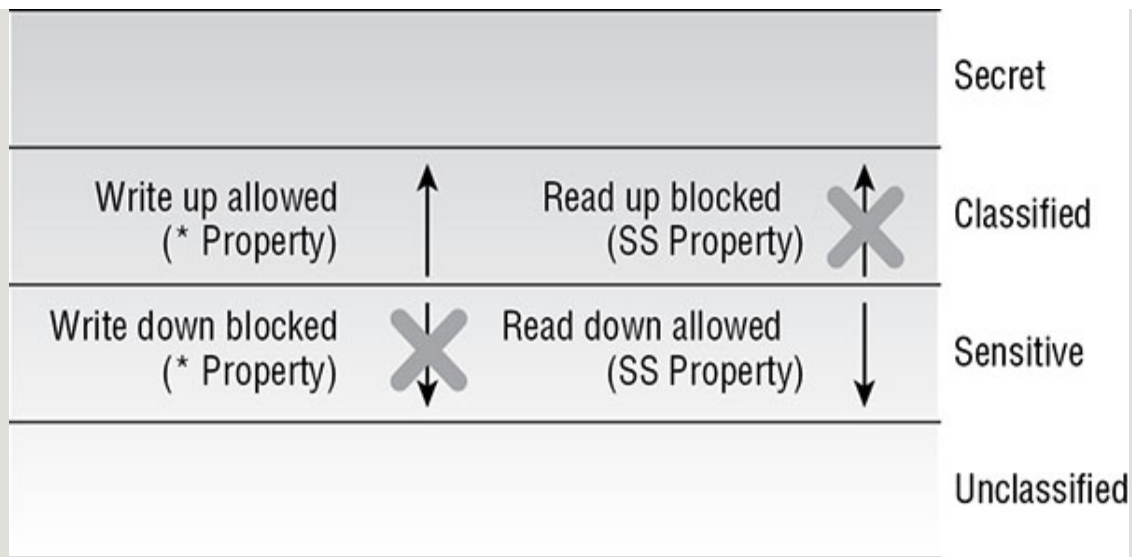 Secret
Write up allowed
(* Property)
Read up blocked
(SS Property)
Classified
Write down blocked
(* Property)
Read down allowed
(SS Property)
Sensitive
Unclassified